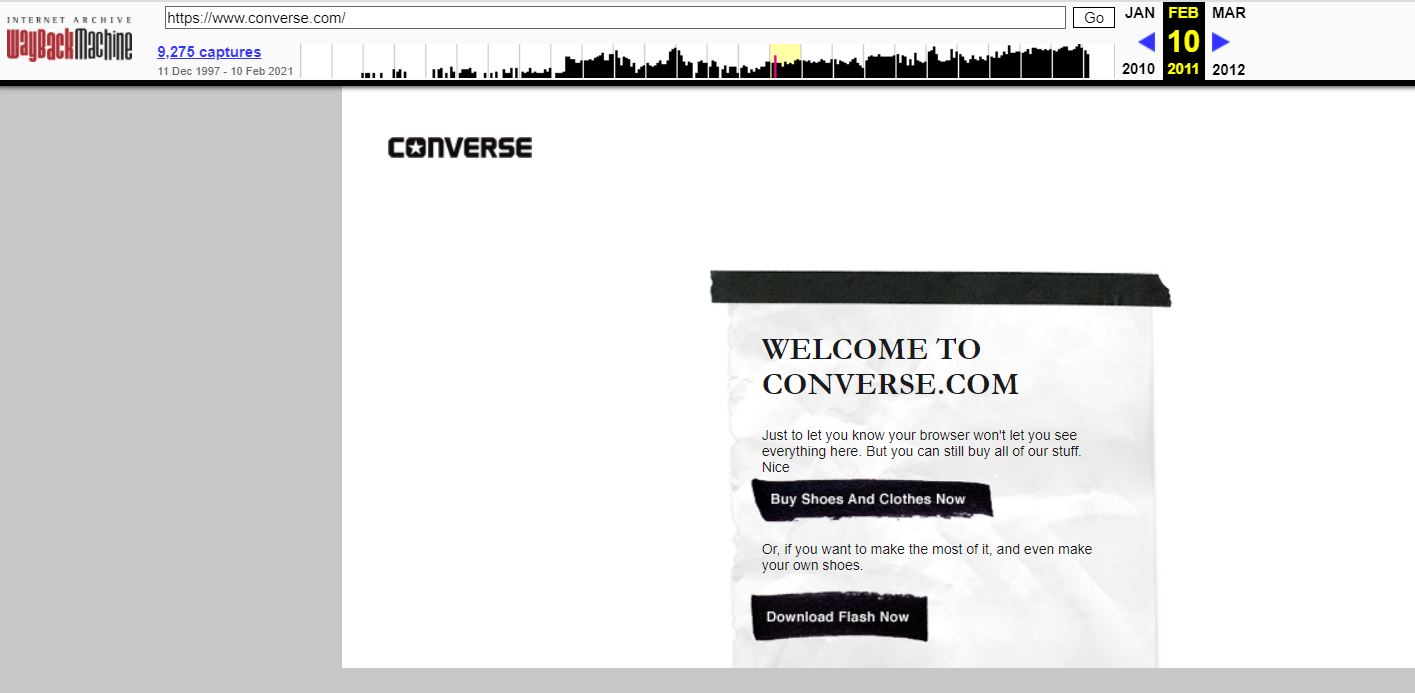 INTERNET ARCHIVE
WayBackMachine
https://www.converse.com/
Go
9,275 captures
11 Dec 1997 - 10 Feb 2021
JAN FEB MAR
10
2010 2011 2012
CONVERSE
WELCOME TO
CONVERSE.COM
Just to let you know your browser won't let you see
everything here. But you can still buy all of our stuff.
Nice
Buy Shoes And Clothes Now
Or, if you want to make the most of it, and even make
your own shoes.
Download Flash Now